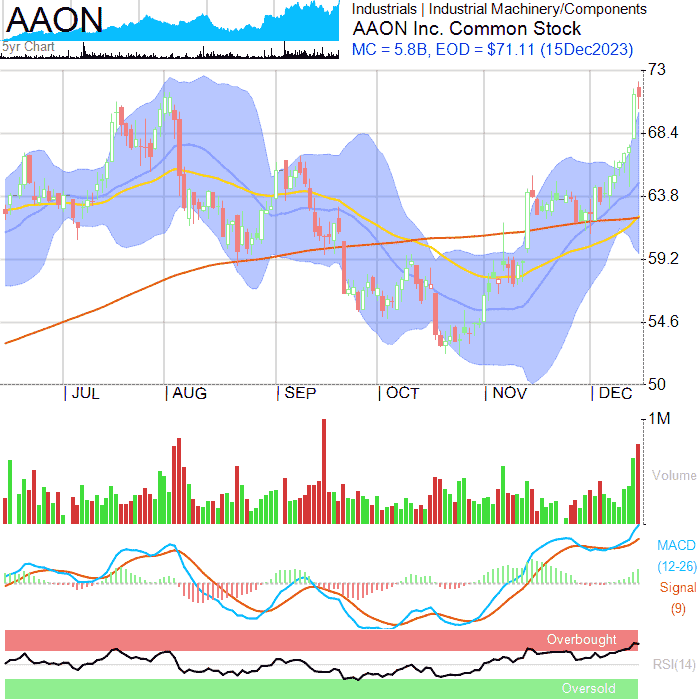 AAON
5yr Chart
Industrials | Industrial Machinery/Components
AAON Inc. Common Stock
MC = 5.8B, EOD = $71.11 (15Dec2023)
73
68.4
63.8
59.2
54.6
50
JUL AUG SEP OCT NOV DEC
1M
Volume
MACD
(12-26)
Signal
(9)
Overbought
RSI(14)
Oversold